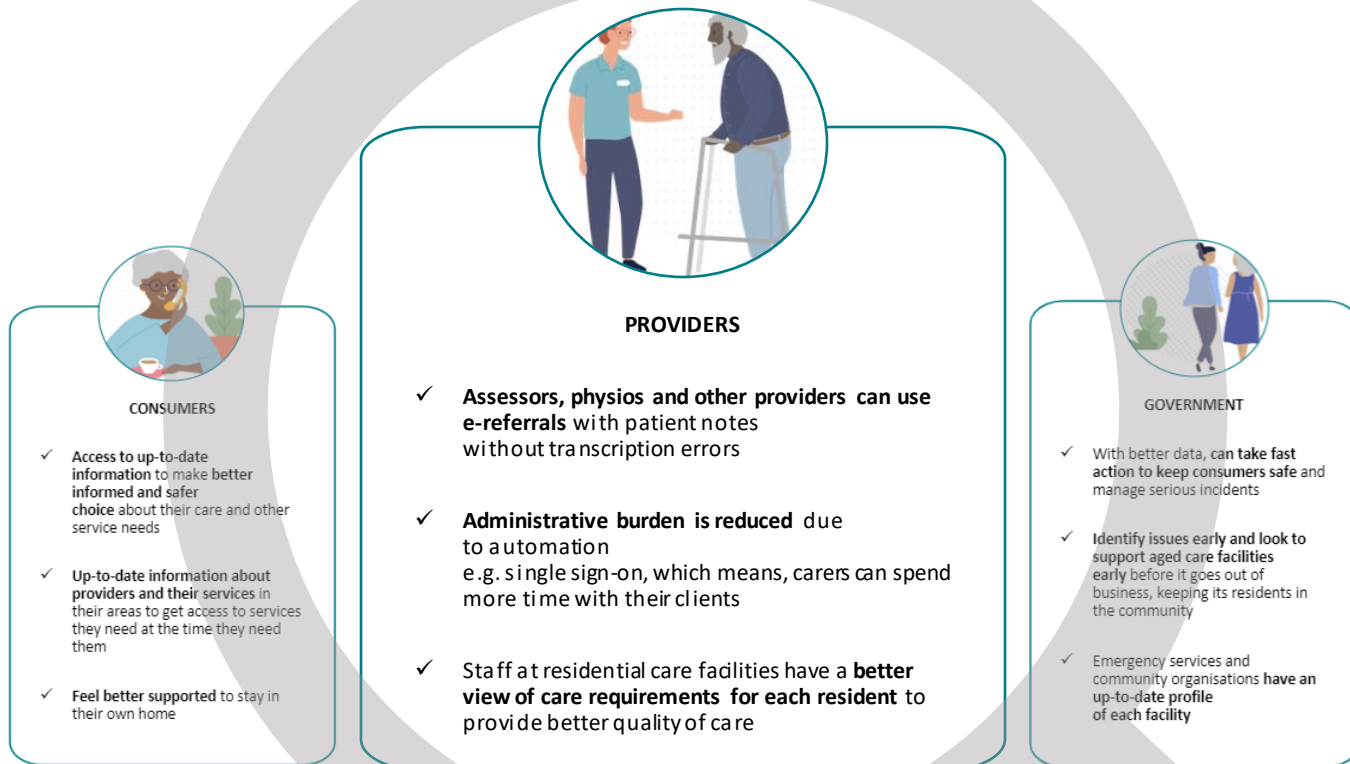 CONSUMERS
✓ Access to up-to-date
information to make better
informed and safer
choice about their care and other
service needs
✓ Up-to-date information about
providers and their services in
their areas to get access to services
they need at the time they need
them
✓ Feel better supported to stay in
their own home
PROVIDERS
✓ Assessors, physios and other providers can use
e-referrals with patient notes
without transcription errors
✓ Administrative burden is reduced due
to automation
e.g. single sign-on, which means, carers can spend
more time with their clients
✓ Staff at residential care facilities have a better
view of care requirements for each resident to
provide better quality of care
GOVERNMENT
✓ With better data, can take fast
action to keep consumers safe and
manage serious incidents
✓ Identify issues early and look to
support aged care facilities
early before it goes out of
business, keeping its residents in
the community
✓ Emergency services and
community organisations have an
up-to-date profile
of each facility